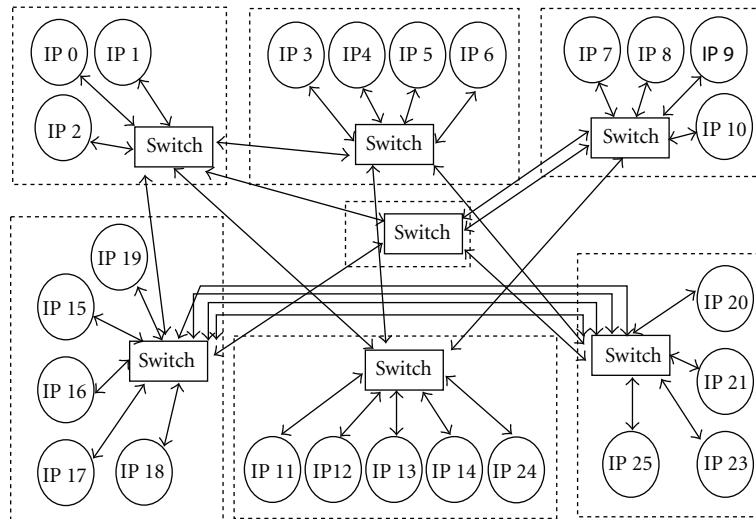 IP 0
IP 1
IP 2
Switch
IP 3
IP4
IP 5
IP 6
Switch
IP 7
IP 8
IP 9
IP 10
Switch
Switch
IP 19
IP 15
IP 16
IP 17
IP 18
Switch
Switch
IP 11
IP12
IP 13
IP 14
IP 24
Switch
IP 20
IP 21
IP 25
IP 23